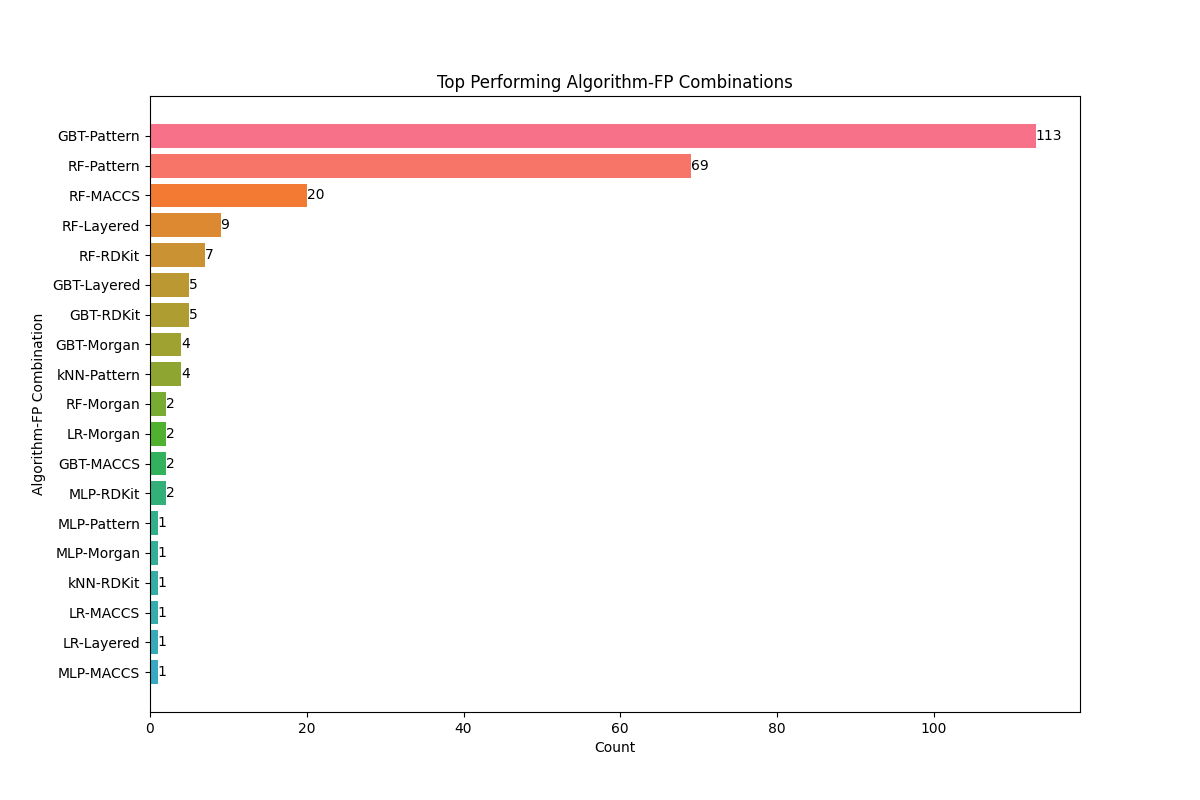 Top Performing Algorithm-FP Combinations
GBT-Pattern 113
RF-Pattern 69
RF-MACCS 20
RF-Layered 9
RF-RDKit 7
GBT-Layered 5
GBT-RDKit 5
GBT-Morgan 4
kNN-Pattern 4
RF-Morgan 2
LR-Morgan 2
GBT-MACCS 2
MLP-RDKit 2
MLP-Pattern 1
MLP-Morgan 1
kNN-RDKit 1
LR-MACCS 1
LR-Layered 1
MLP-MACCS 1
0 20 40 60 80 100
Count
Algorithm-FP Combination